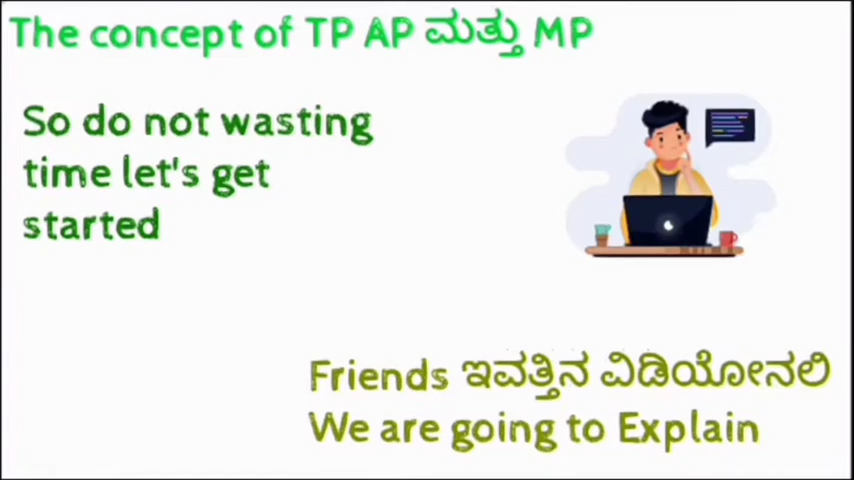 The concept of TP AP ಮತ್ತು MP
So do not wasting
time let's get
started
Friends ಇವತ್ತಿನ ವಿಡಿಯೋನಲಿ
We are going to Explain